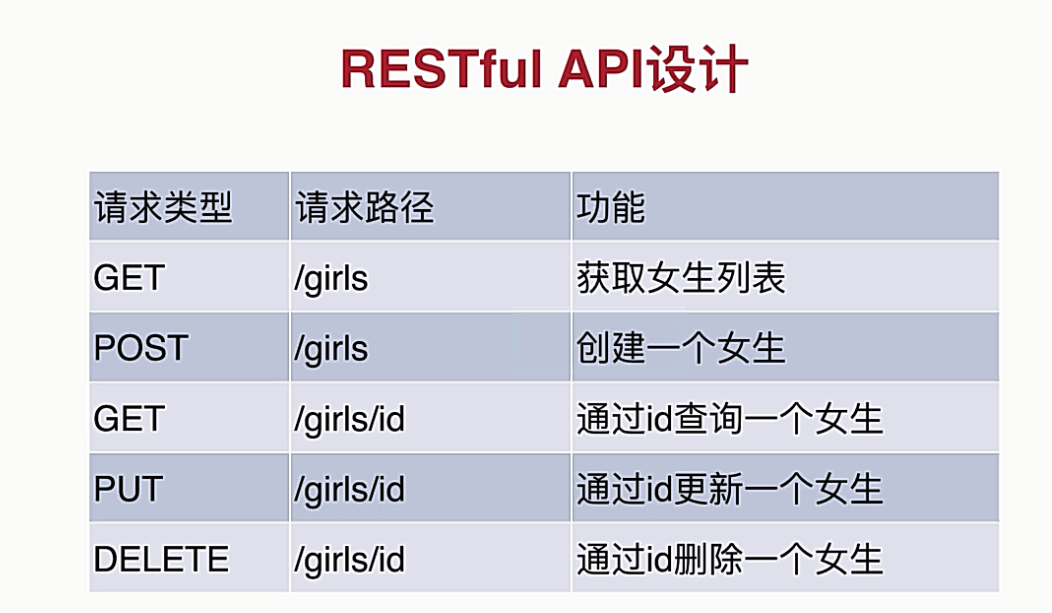 RESTful API设计
请求类型 请求路径 功能
GET /girls 获取女生列表
POST /girls 创建一个女生
GET /girls/id 通过id查询一个女生
PUT /girls/id 通过id更新一个女生
DELETE /girls/id 通过id删除一个女生